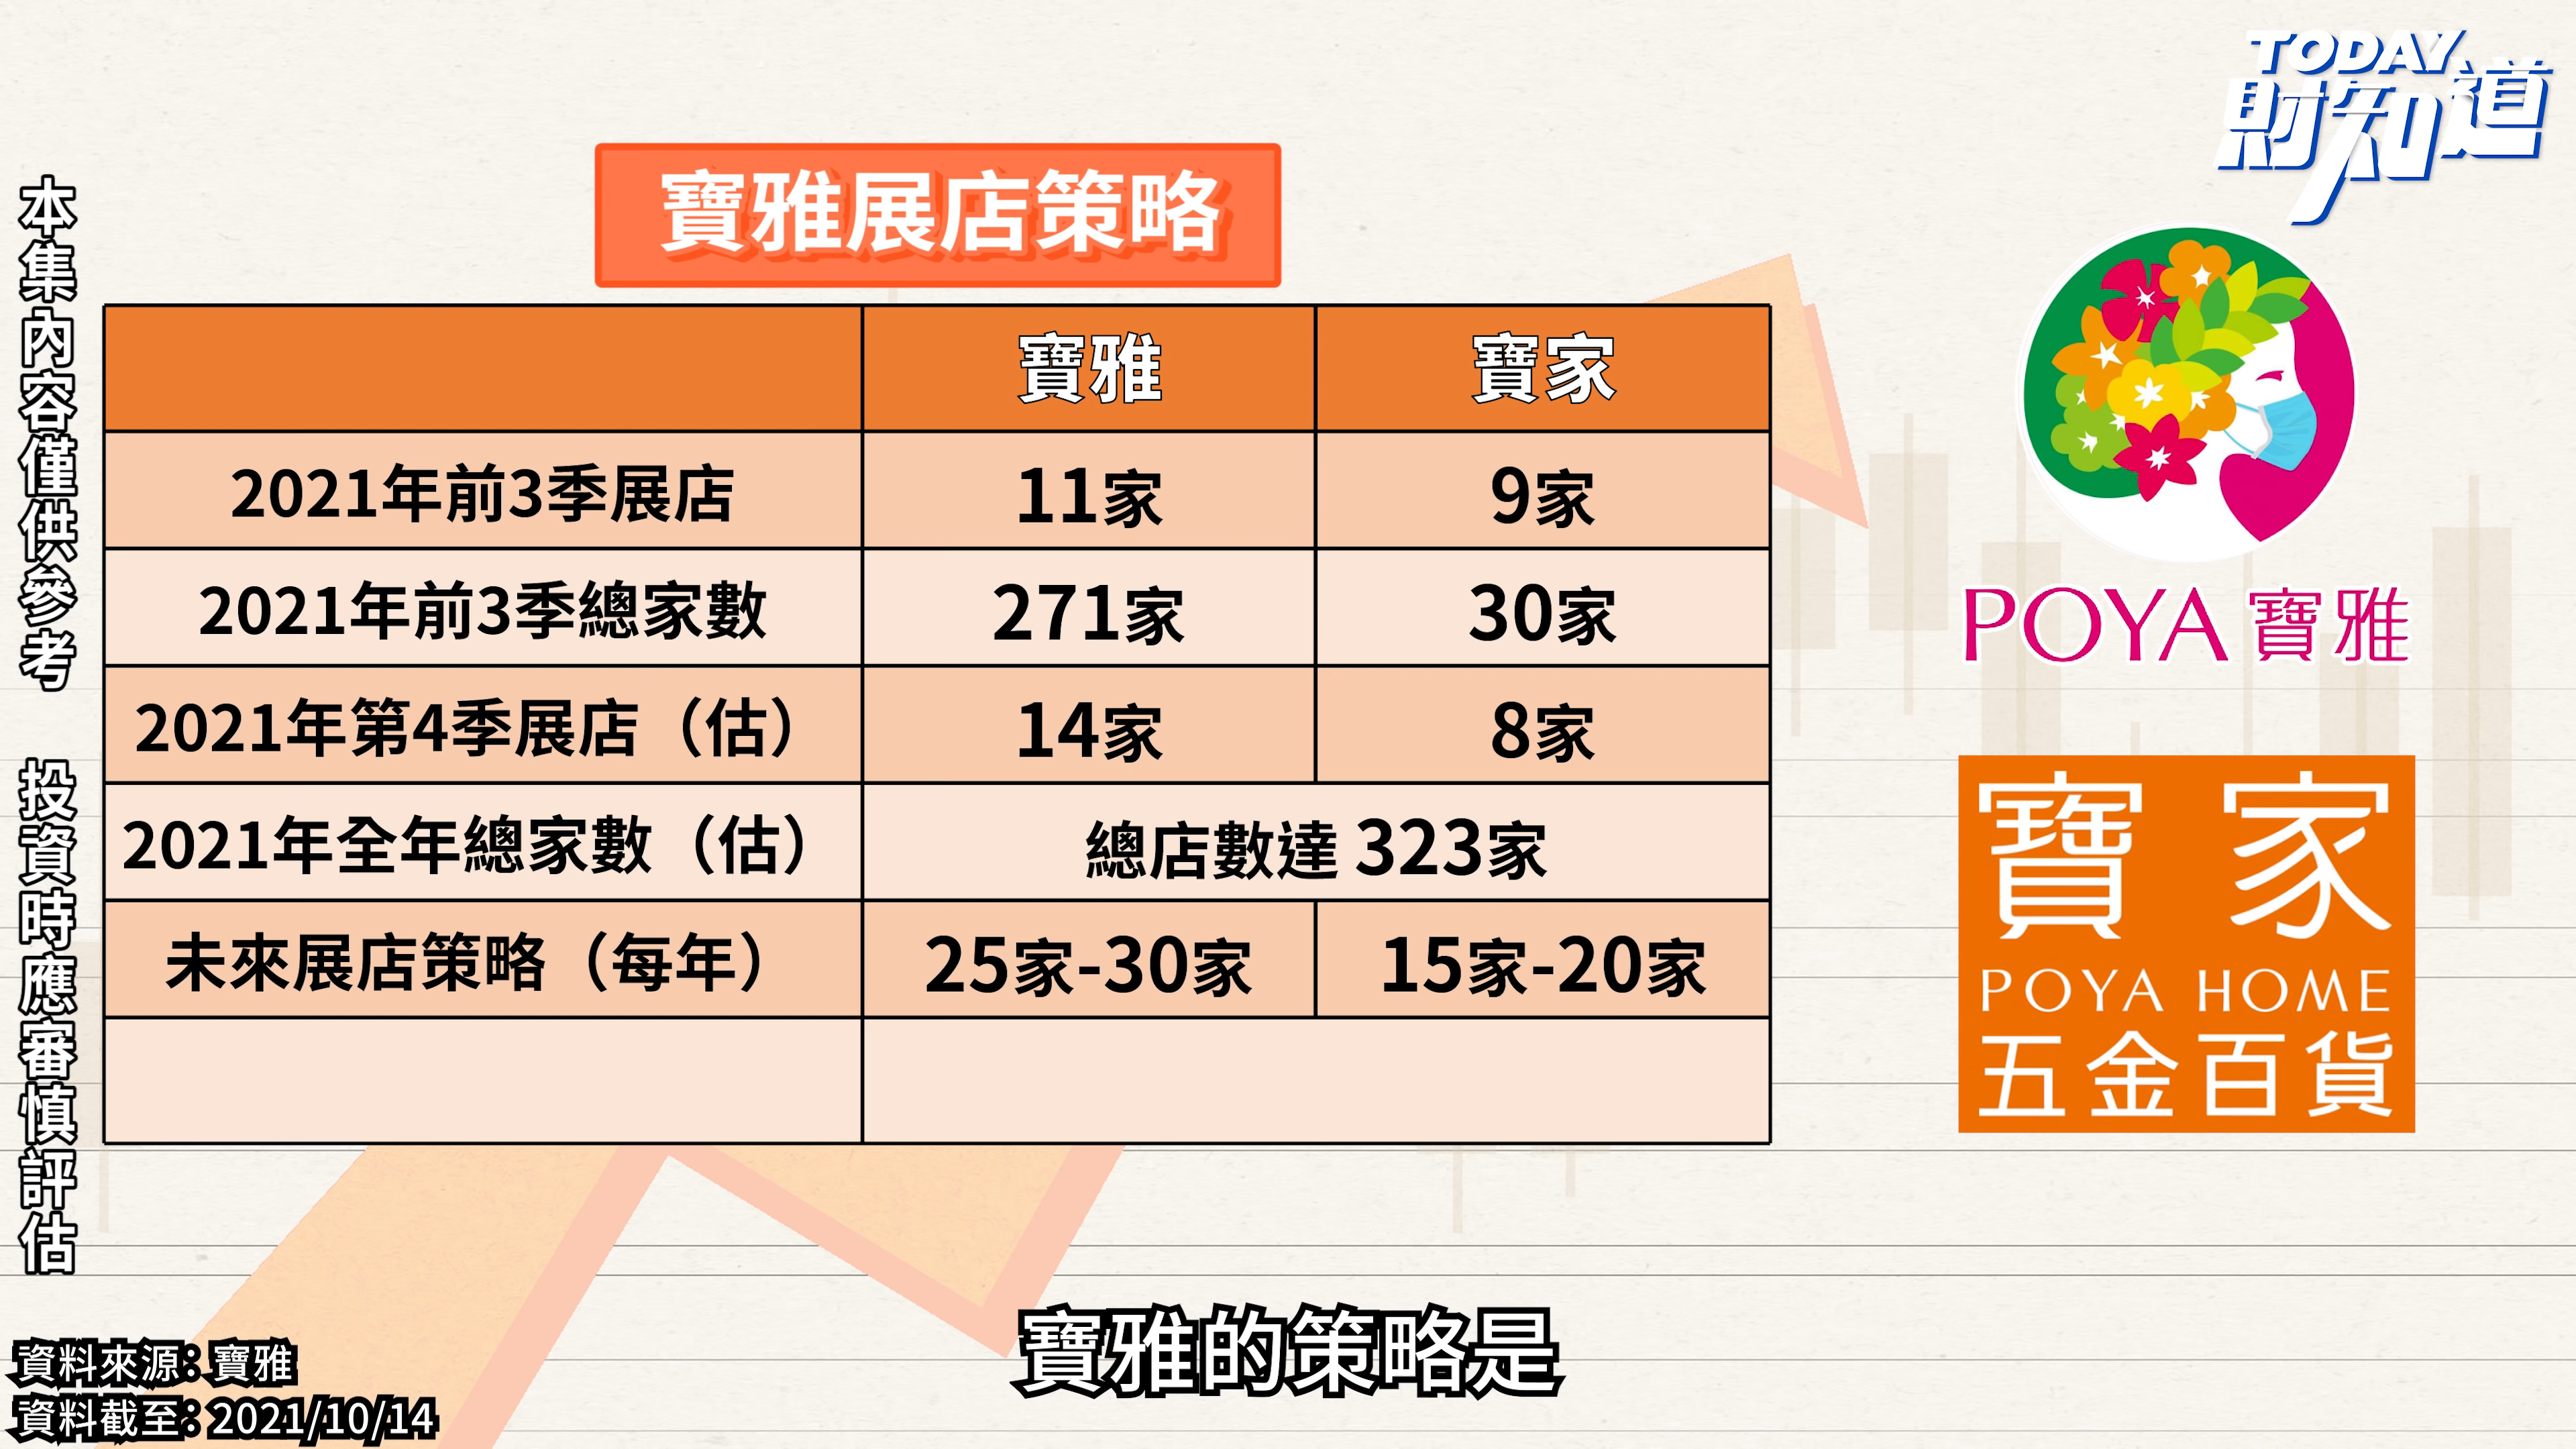 TODAY
財知道
本集內容僅供參考 投資時應審慎評估
寶雅展店策略
寶雅 寶家
2021年前3季展店 11家 9家
2021年前3季總家數 271家 30家
2021年第4季展店（估） 14家 8家
2021年全年總家數（估） 總店數達 323家
未來展店策略（每年） 25家-30家 15家-20家
POYA 寶雅
寶家
POYA HOME
五金百貨
寶雅的策略是
資料來源：寶雅
資料截至：2021/10/14